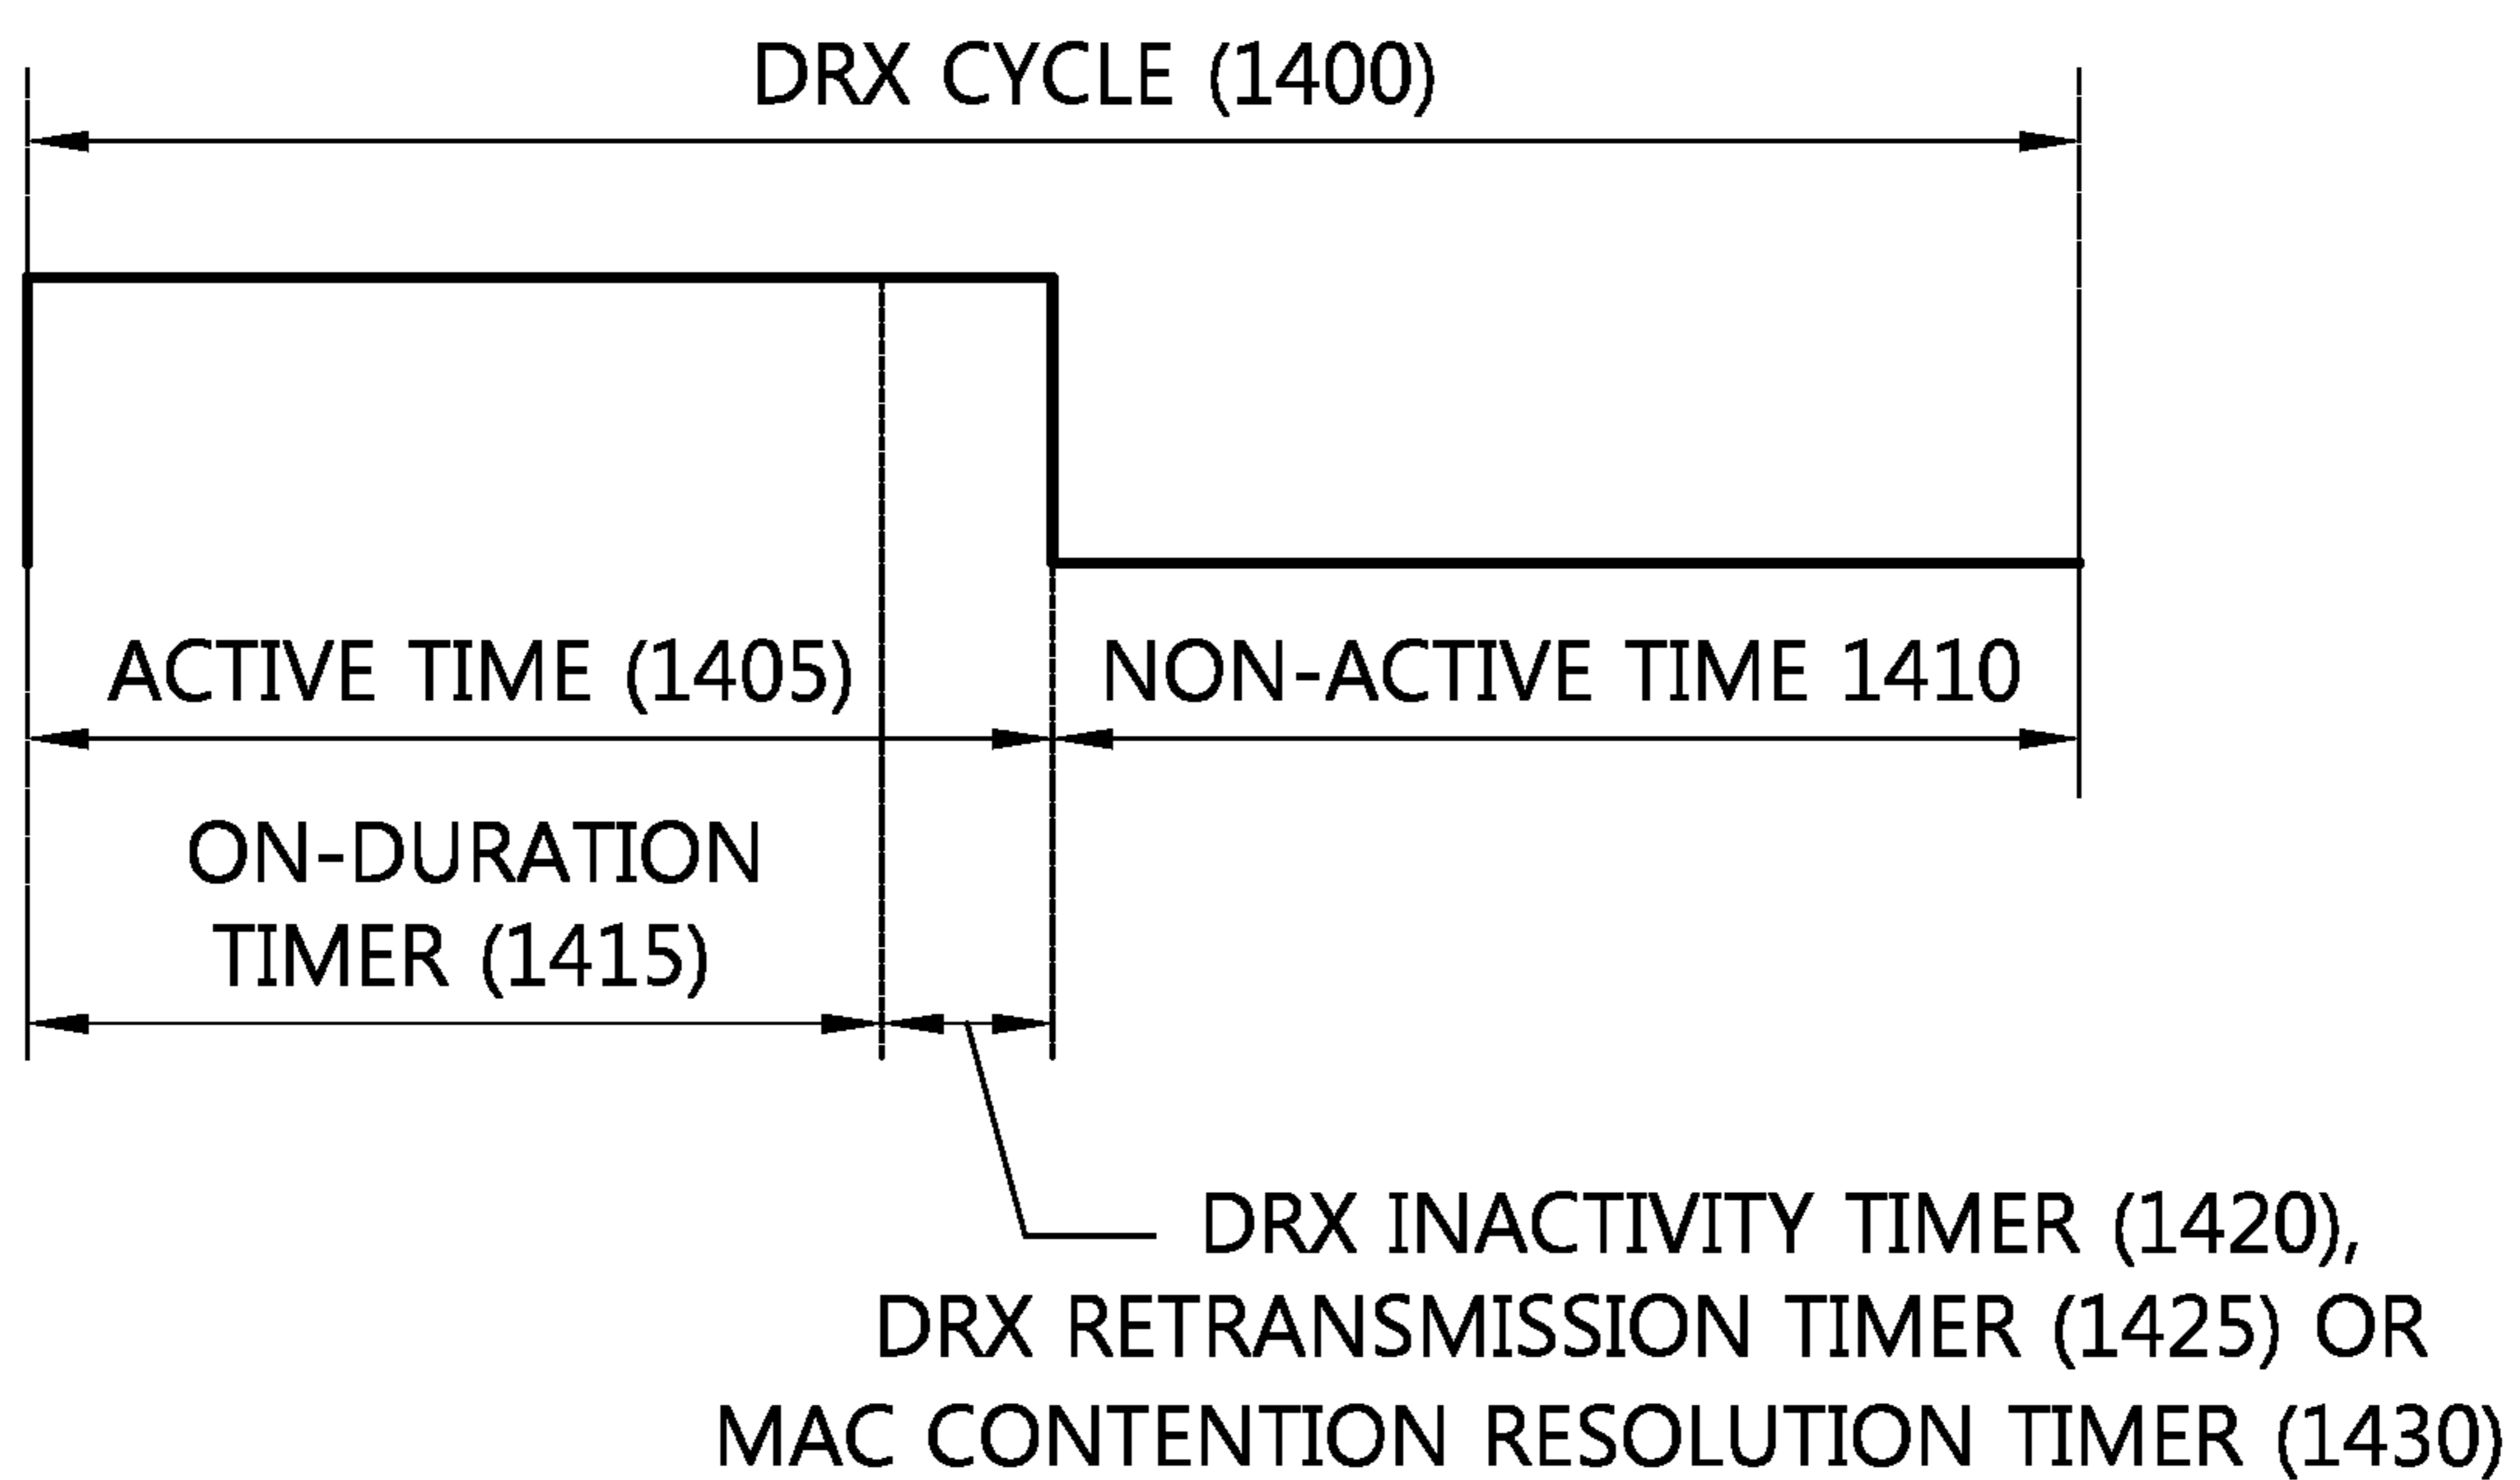 DRX CYCLE (1400)
ACTIVE TIME (1405)
NON-ACTIVE TIME 1410
ON-DURATION
TIMER (1415)
DRX INACTIVITY TIMER (1420),
DRX RETRANSMISSION TIMER (1425) OR
MAC CONTENTION RESOLUTION TIMER (1430)